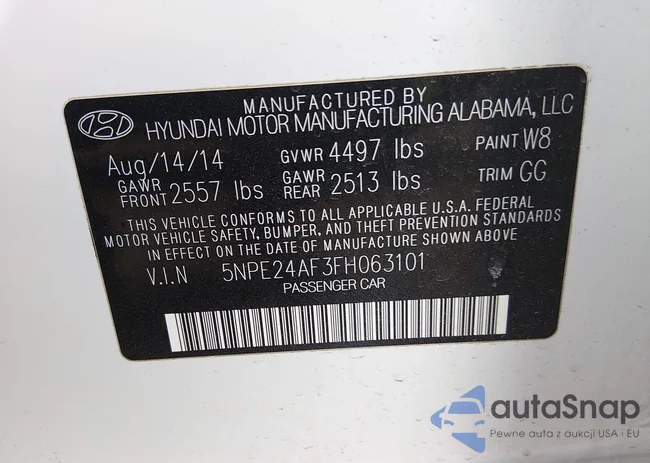 MANUFACTURED BY
HYUNDAI MOTOR MANUFACTURING ALABAMA, LLC
Aug/14/14 GVWR 4497 lbs PAINT W8
GAWR FRONT 2557 lbs GAWR REAR 2513 lbs TRIM GG
THIS VEHICLE CONFORMS TO ALL APPLICABLE U.S.A. FEDERAL
MOTOR VEHICLE SAFETY, BUMPER, AND THEFT PREVENTION STANDARDS
IN EFFECT ON THE DATE OF MANUFACTURE SHOWN ABOVE.
V.I.N 5NPE24AF3FH063101
PASSENGER CAR
autaSnap
Pewne auta z aukcji USA i EU